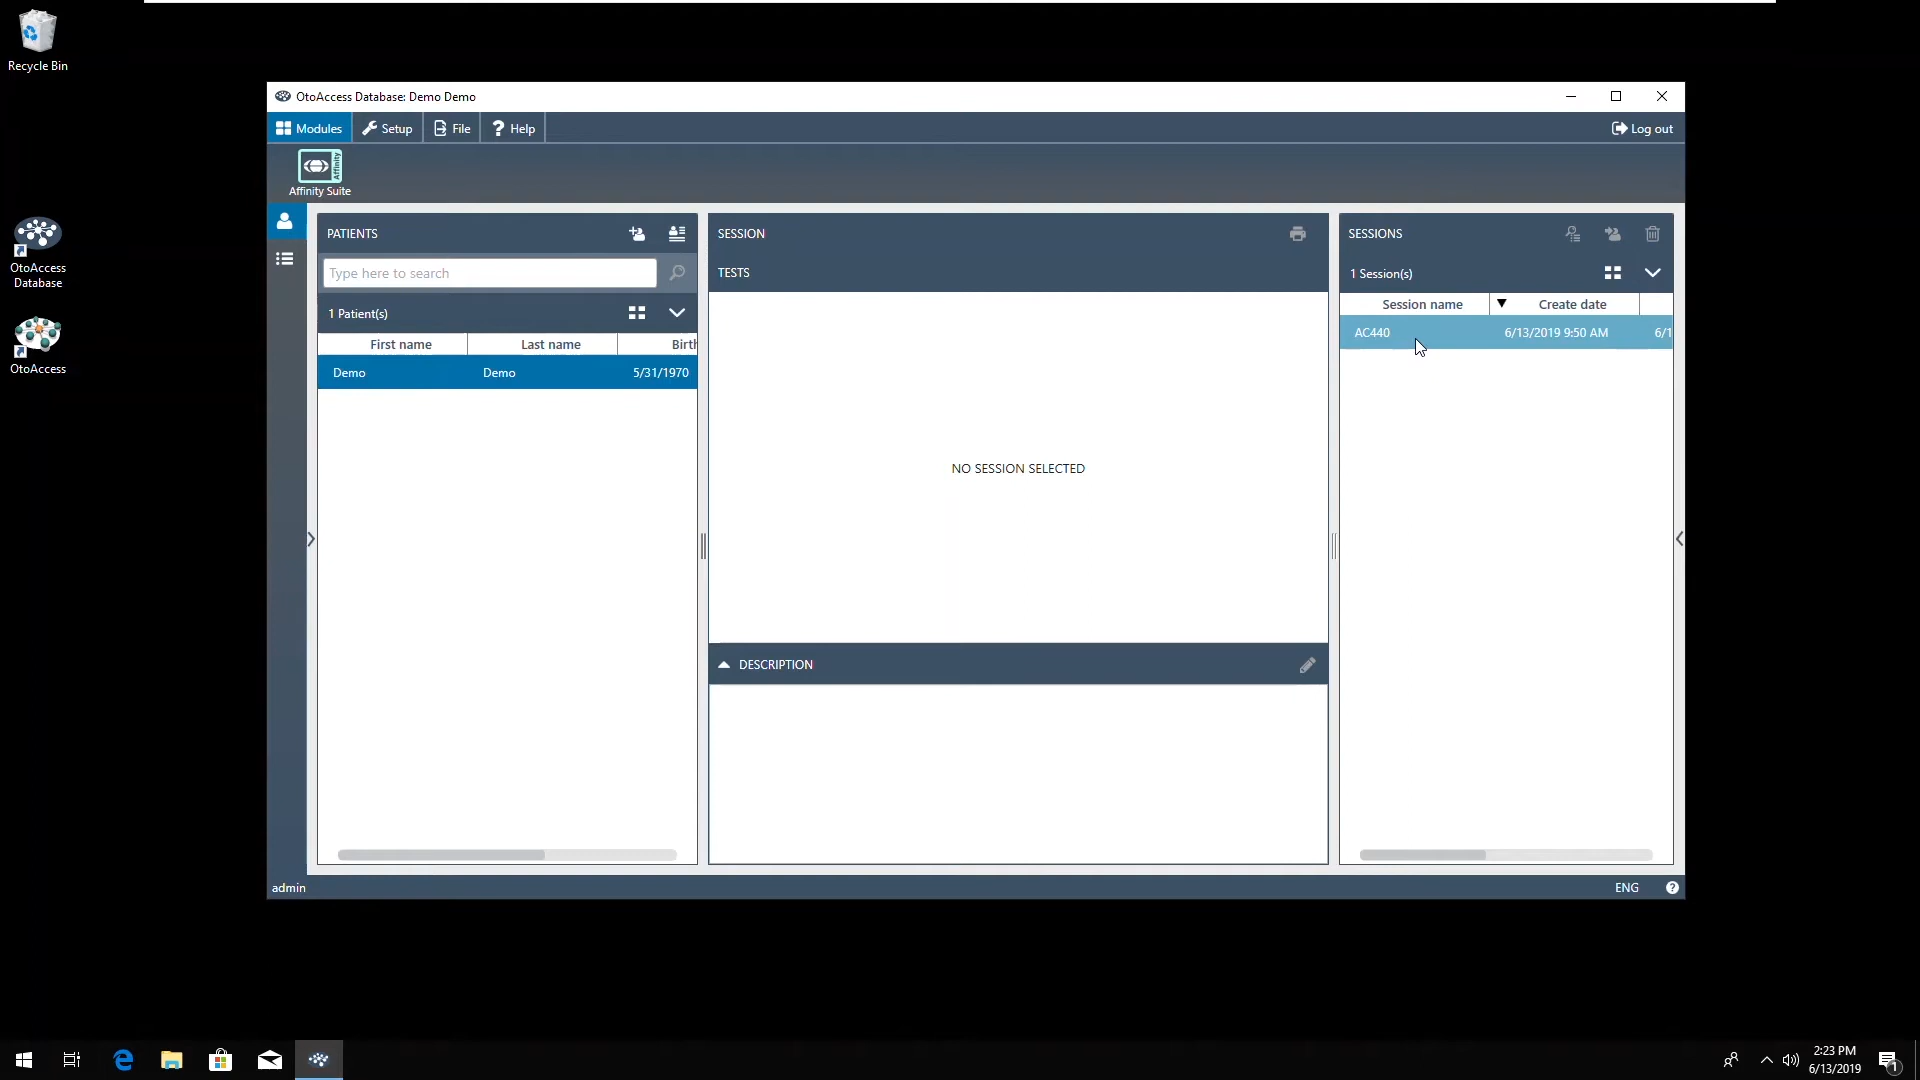 Recycle Bin
OtoAccess
Database
OtoAccess
OtoAccess Database: Demo Demo
Modules
Setup
File
Help
Log out
Affinity
Affinity Suite
PATIENTS
Type here to search
1 Patient(s)
First name
Last name
Birth
Demo
Demo
5/31/1970
SESSION
TESTS
NO SESSION SELECTED
DESCRIPTION
SESSIONS
1 Session(s)
Session name
Create date
AC440
6/13/2019 9:50 AM
6/1
admin
ENG
2:23 PM
6/13/2019
1